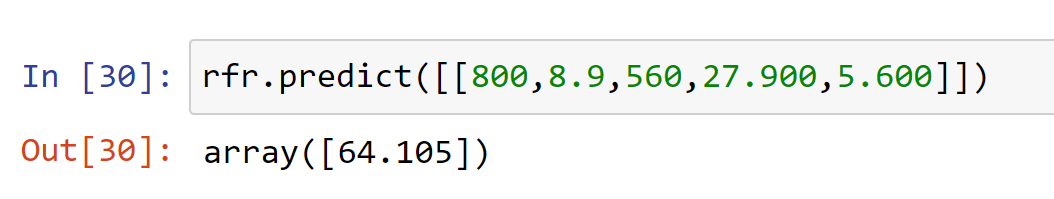 In [30]: rfr.predict([[800,8.9,560,27.900,5.600]])
Out[30]: array([64.105])